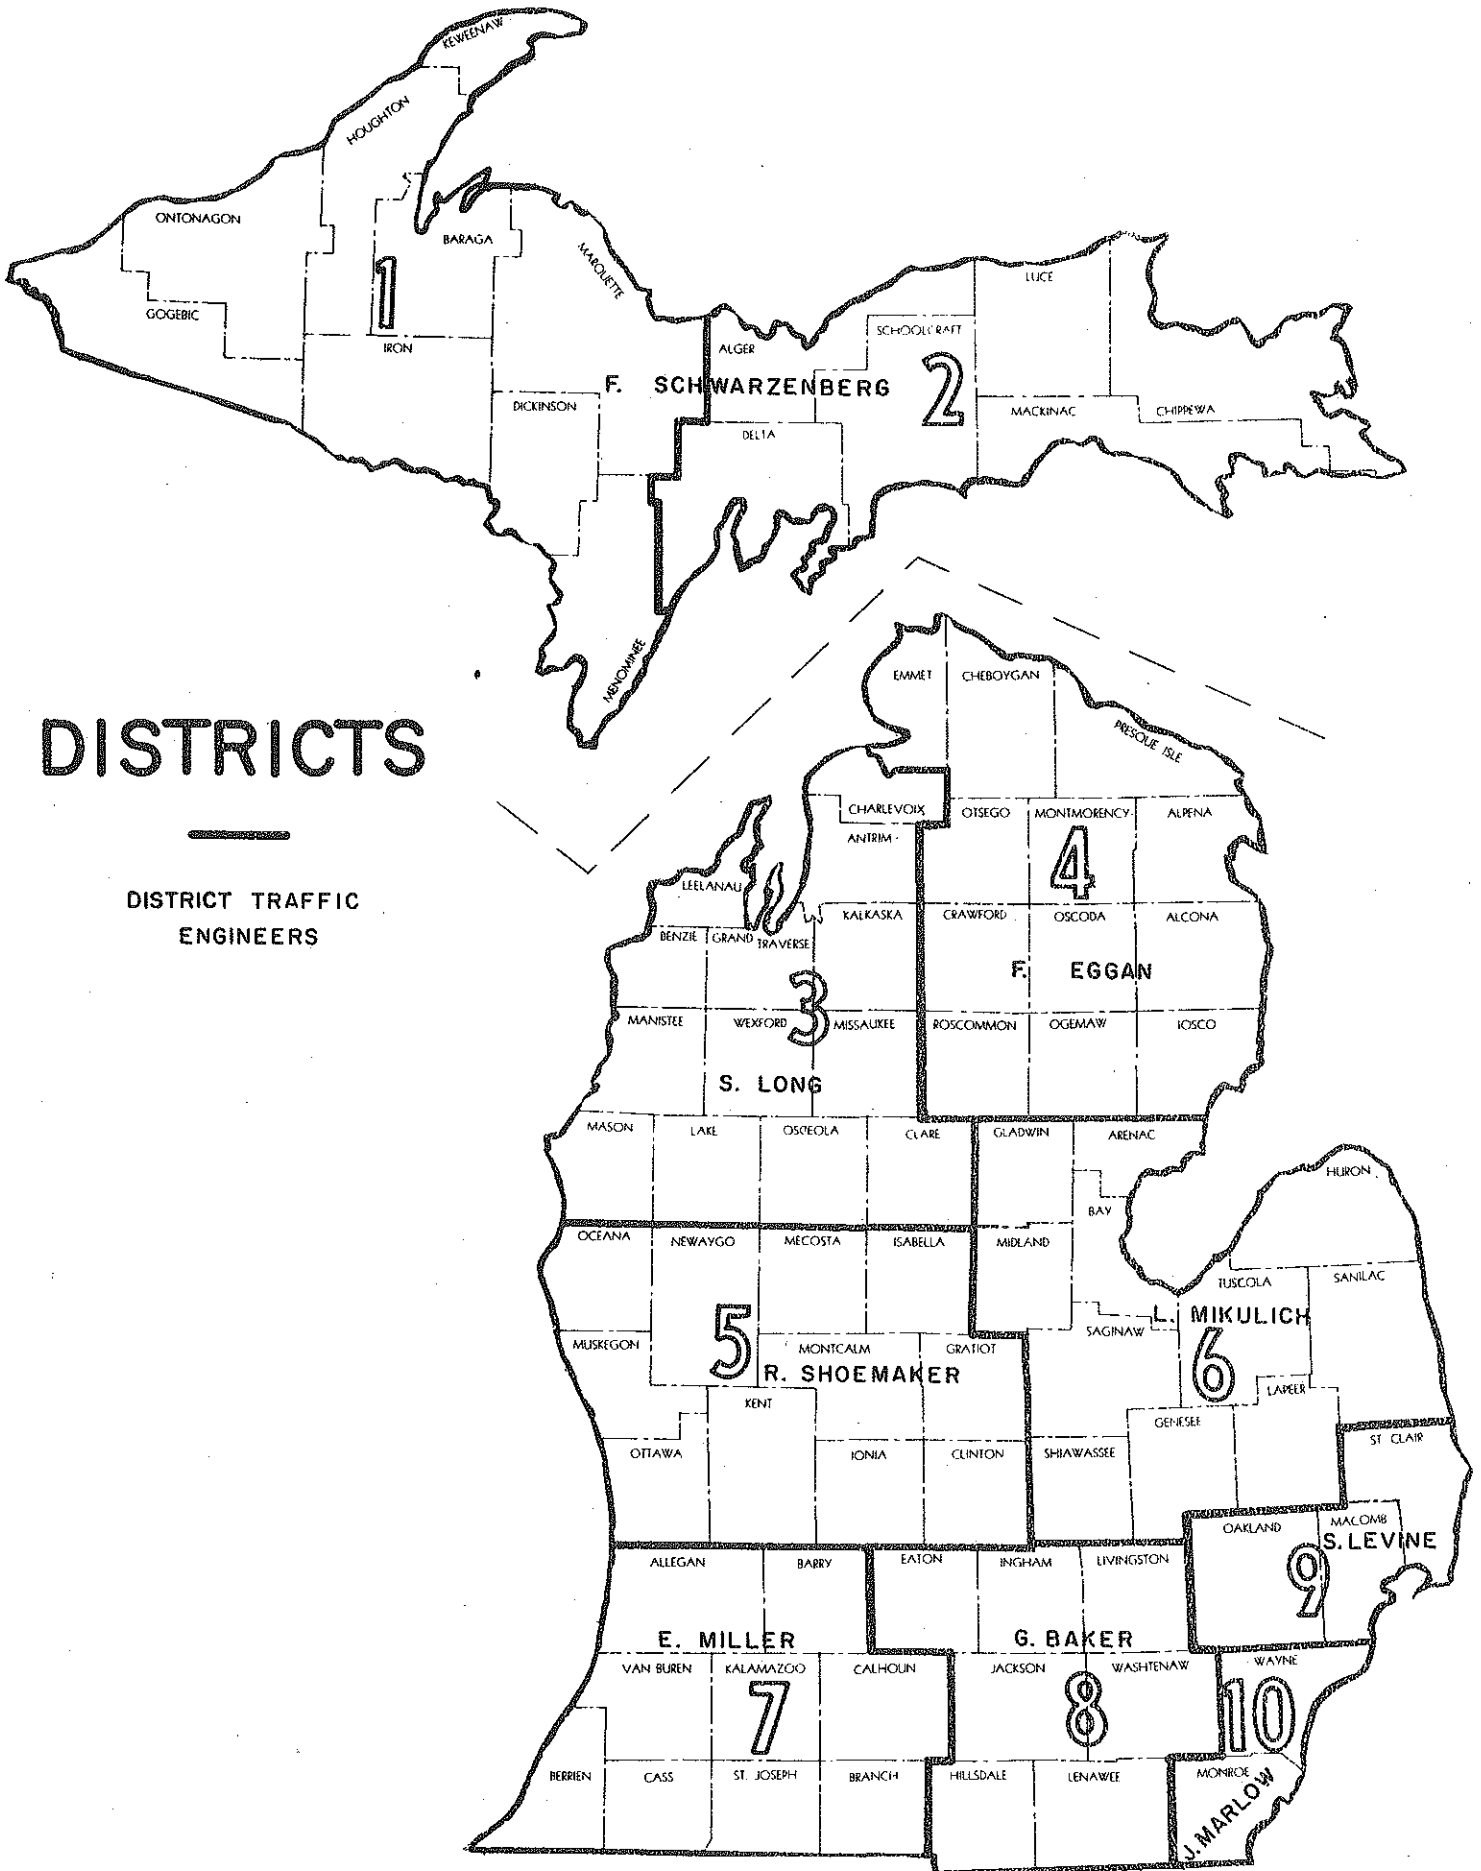 KEWEENAW
HOUGHTON
ONTONAGON
BARAGA
MARQUETTE
1
GOGEBIC
IRON
LUCE
SCHOOLCRAFT
ALGER
F. SCHWARZENBERG
2
DICKINSON
MACKINAC
CHIPPEWA
DELTA
MENOMINEE
DISTRICTS
DISTRICT TRAFFIC
ENGINEERS
EMMET
CHEBOYGAN
PRESQUE ISLE
CHARLEVOIX
OTSEGO
MONTMORENCY
ALPENA
ANTRIM
4
LEELANAU
KALKASKA
CRAWFORD
OSCODA
ALCONA
BENZIE
GRAND TRAVERSE
F. EGGAN
3
MANISTEE
WEXFORD
MISSAUKEE
ROSCOMMON
OGEMAW
IOSCO
S. LONG
MASON
LAKE
OSCEOLA
CLARE
GLADWIN
ARENAC
HURON
BAY
OCEANA
NEWAYGO
MECOSTA
ISABELLA
MIDLAND
TUSCOLA
SANILAC
L. MIKULICH
SAGINAW
6
MUSKEGON
5
MONTCALM
GRATIOT
R. SHOEMAKER
LAPEER
KENT
GENESEE
ST CLAIR
OTTAWA
IONIA
CLINTON
SHIAWASSEE
OAKLAND
MACOMB
S. LEVINE
9
ALLEGAN
BARRY
EATON
INGHAM
LIVINGSTON
E. MILLER
G. BAKER
VAN BUREN
KALAMAZOO
CALHOUN
JACKSON
WASHTENAW
WAYNE
7
8
10
BERRIEN
CASS
ST. JOSEPH
BRANCH
HILLSDALE
LENAWEE
MONROE
J. MARLOW